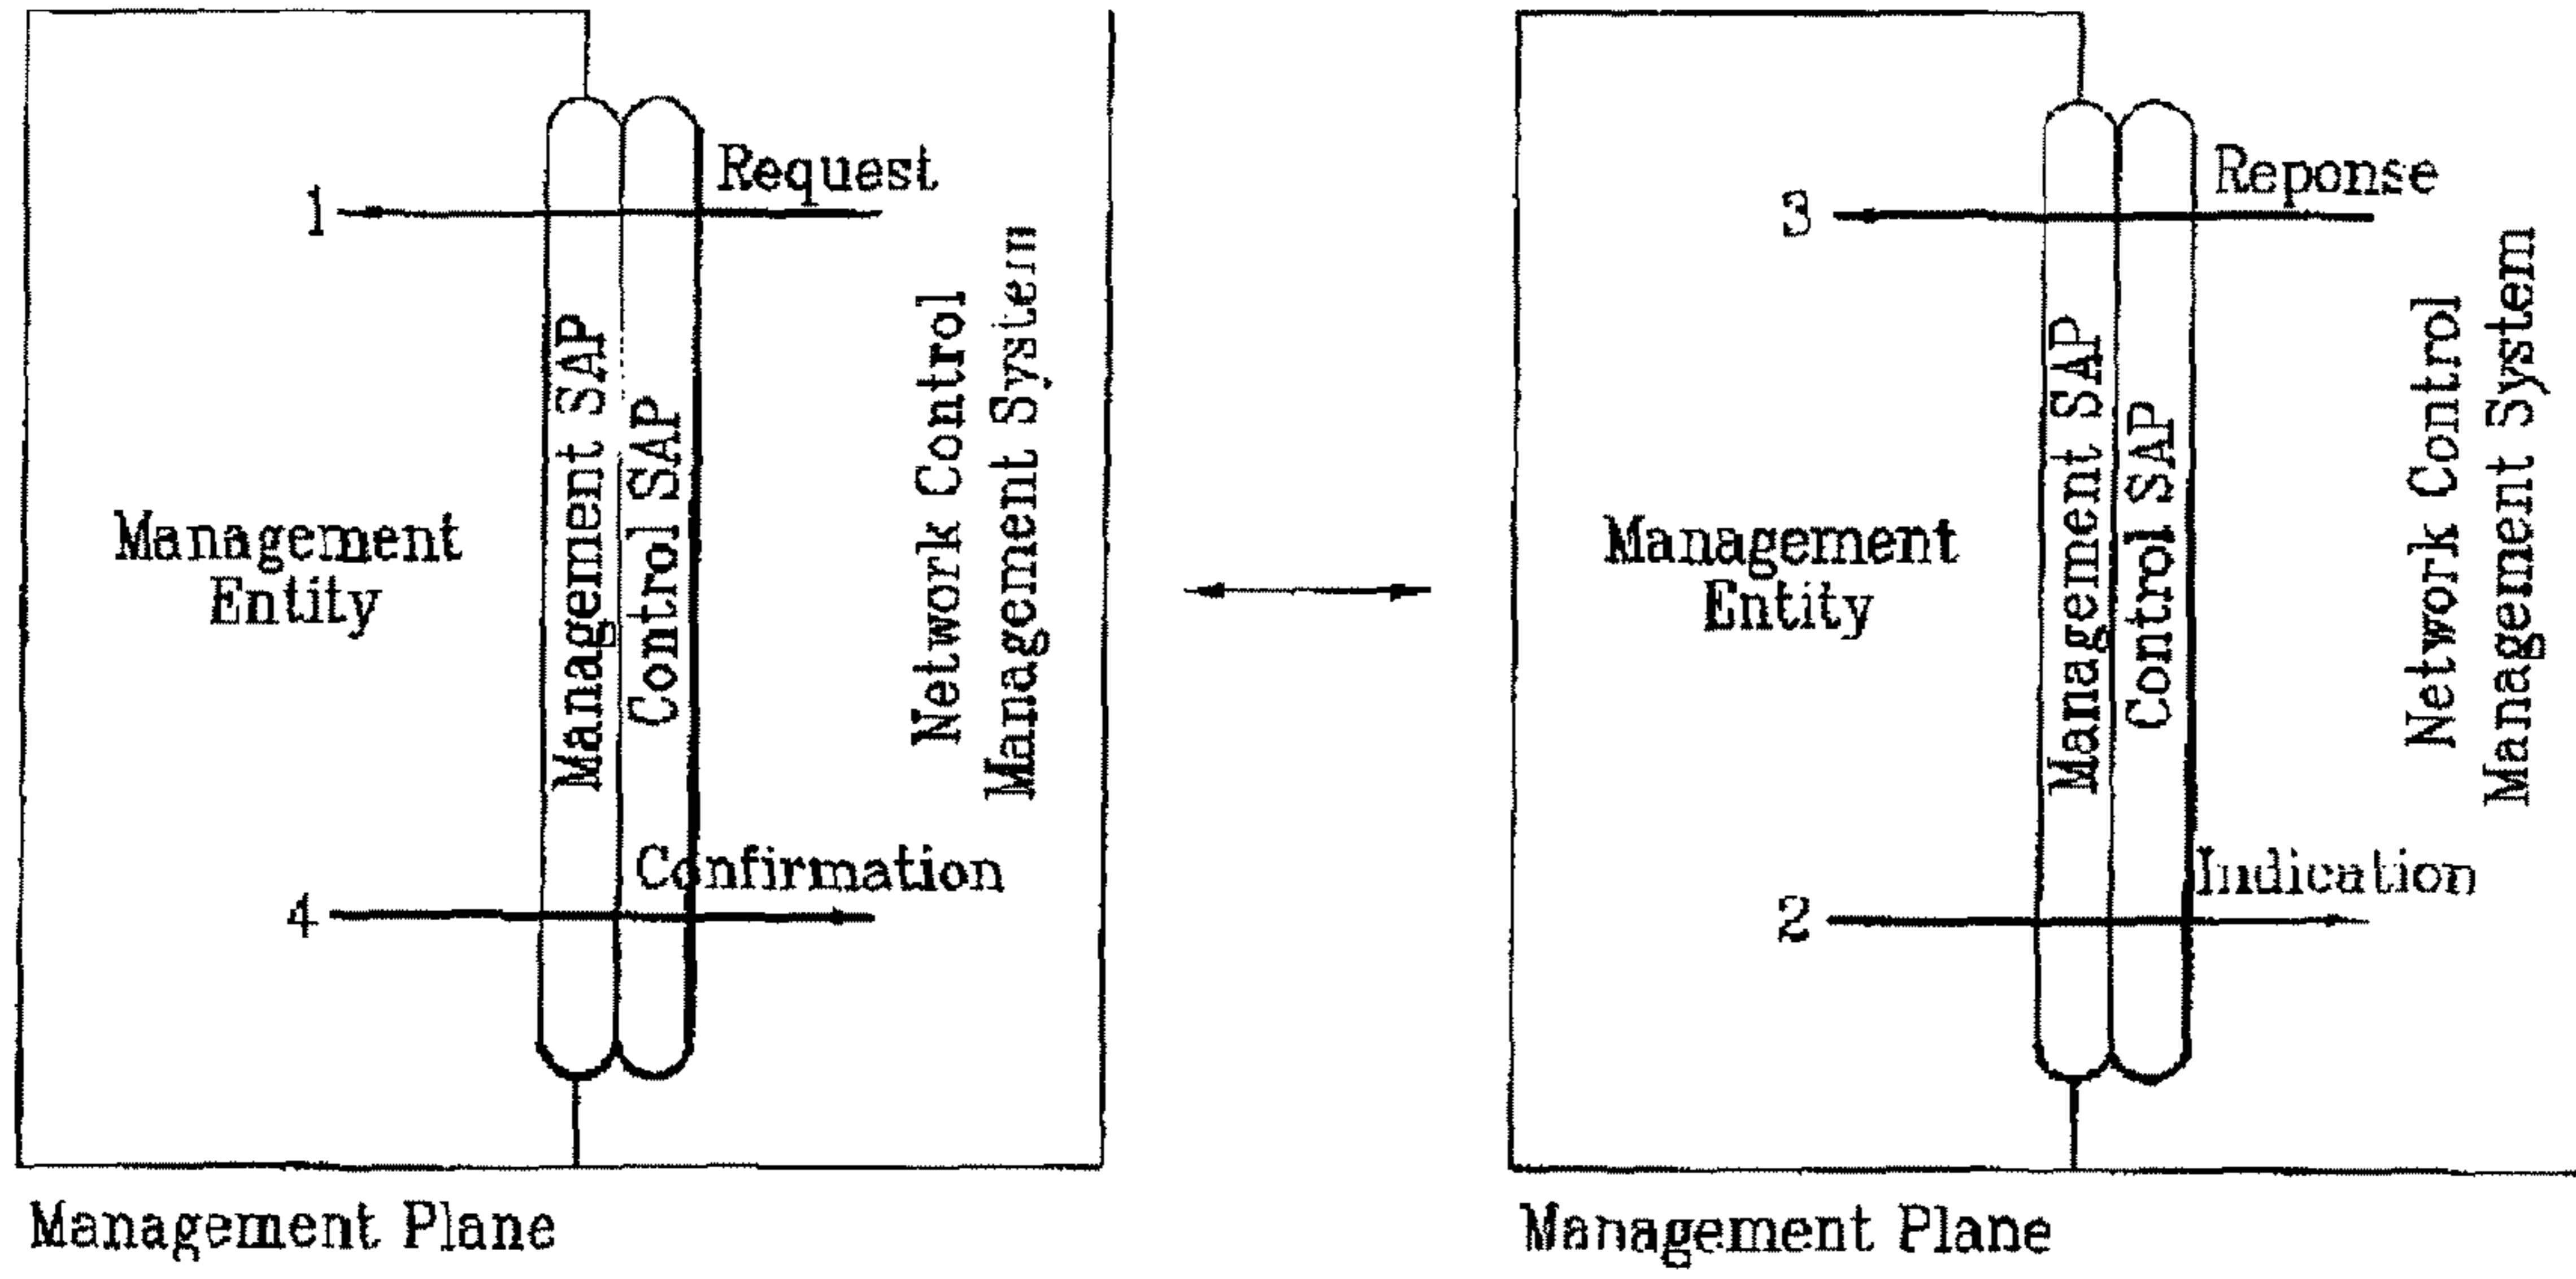 Request
1
Management SAP
Control SAP
Network Control
Management System
Management
Entity
Confirmation
4
Management Plane
Reponse
3
Management SAP
Control SAP
Network Control
Management System
Management
Entity
Indication
2
Management Plane